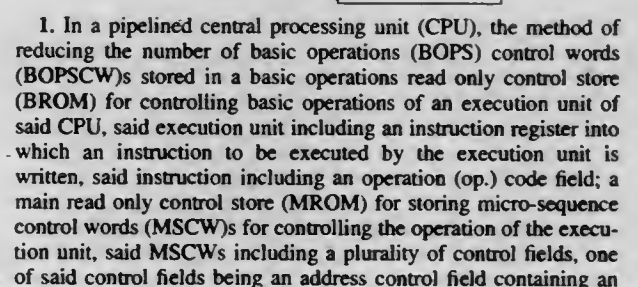 1. In a pipelined central processing unit (CPU), the method of
reducing the number of basic operations (BOPS) control words
(BOPSCW)s stored in a basic operations read only control store
(BROM) for controlling basic operations of an execution unit of
said CPU, said execution unit including an instruction register into
which an instruction to be executed by the execution unit is
written, said instruction including an operation (op.) code field; a
main read only control store (MROM) for storing micro-sequence
control words (MSCW)s for controlling the operation of the execu-
tion unit, said MSCWs including a plurality of control fields, one
of said control fields being an address control field containing an